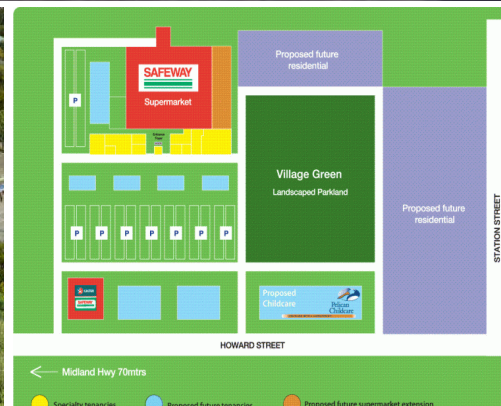 Proposed future
residential
SAFEWAY
Supermarket
P
Village Green
Landscaped Parkland
Proposed future
residential
STATION STREET
P
P
P
P
P
P
P
SAFEWAY
Proposed
Childcare
Pelican
Childcare
HOWARD STREET
Midland Hwy 70mtrs
Specialty tenancies
Proposed future tenancies
Proposed future supermarket extension